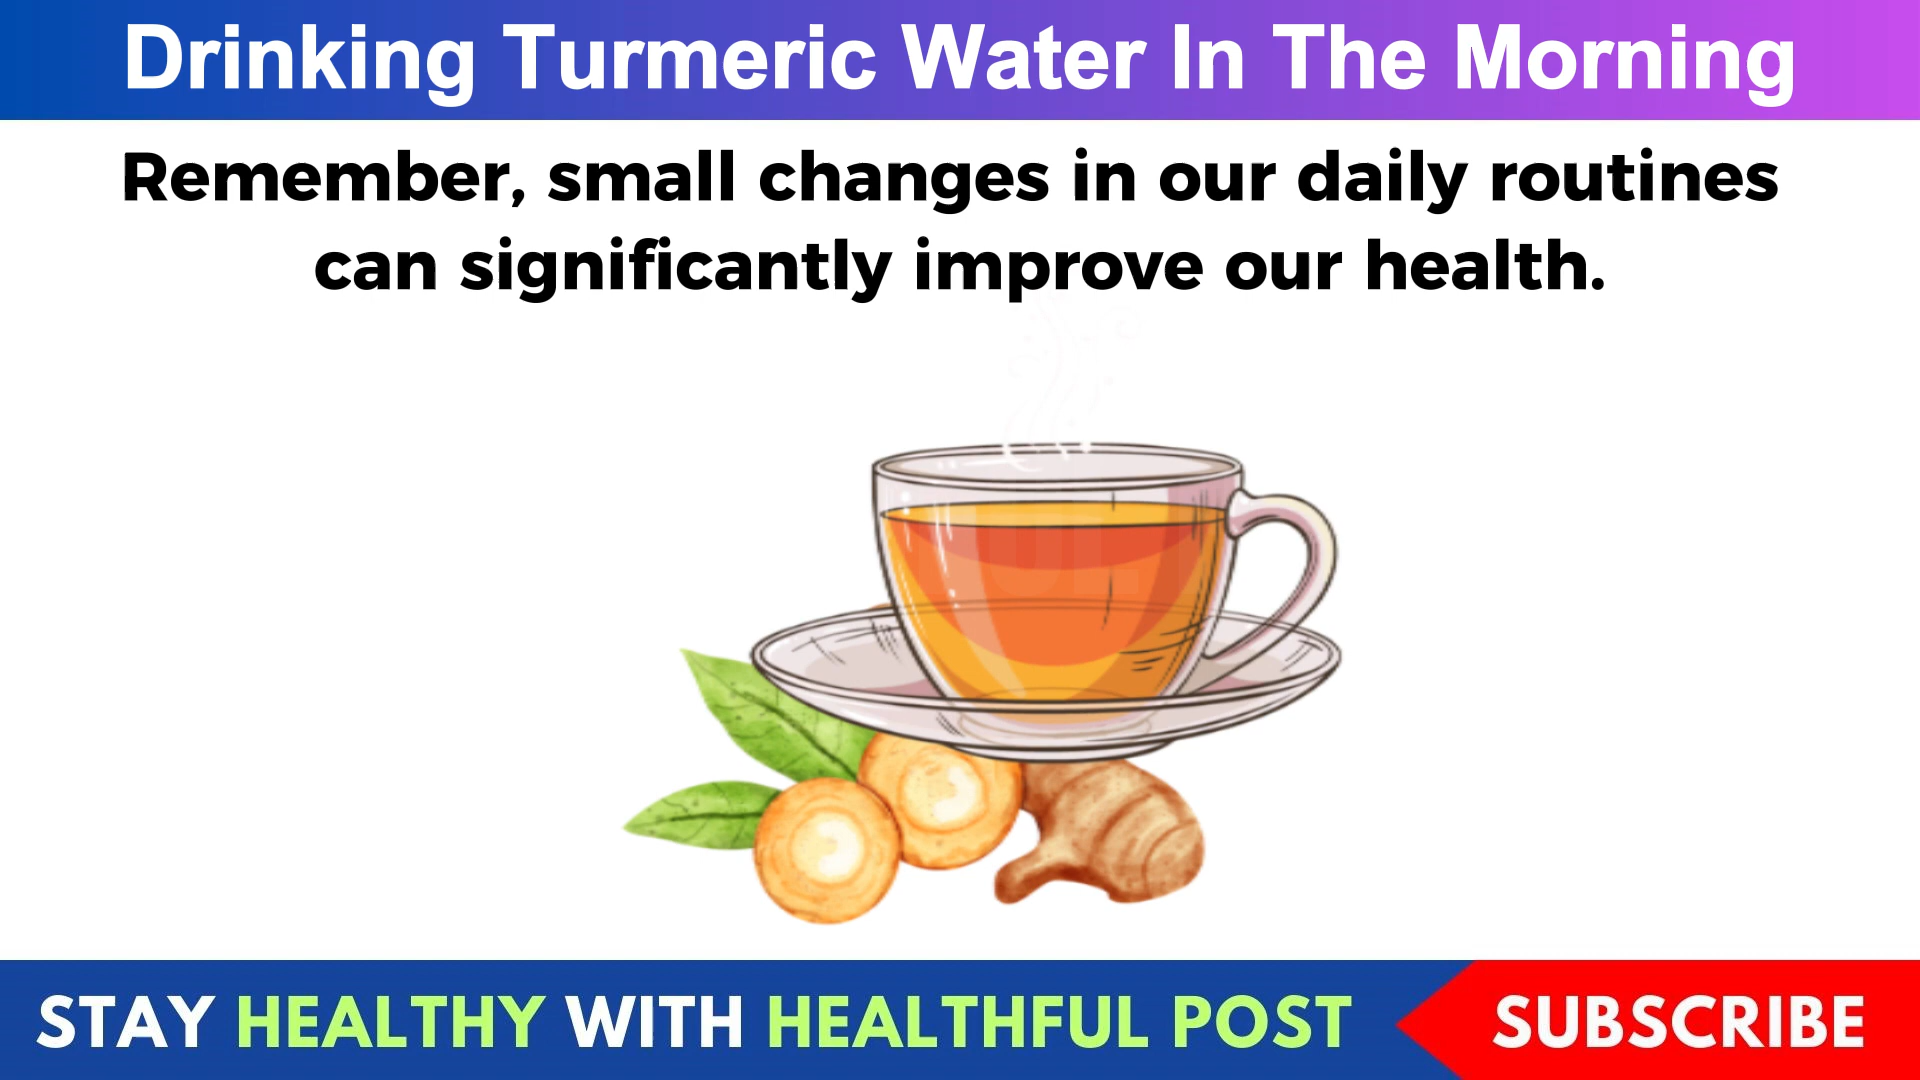 Drinking Turmeric Water In The Morning
Remember, small changes in our daily routines
can significantly improve our health.
STAY HEALTHY WITH HEALTHFUL POST
SUBSCRIBE